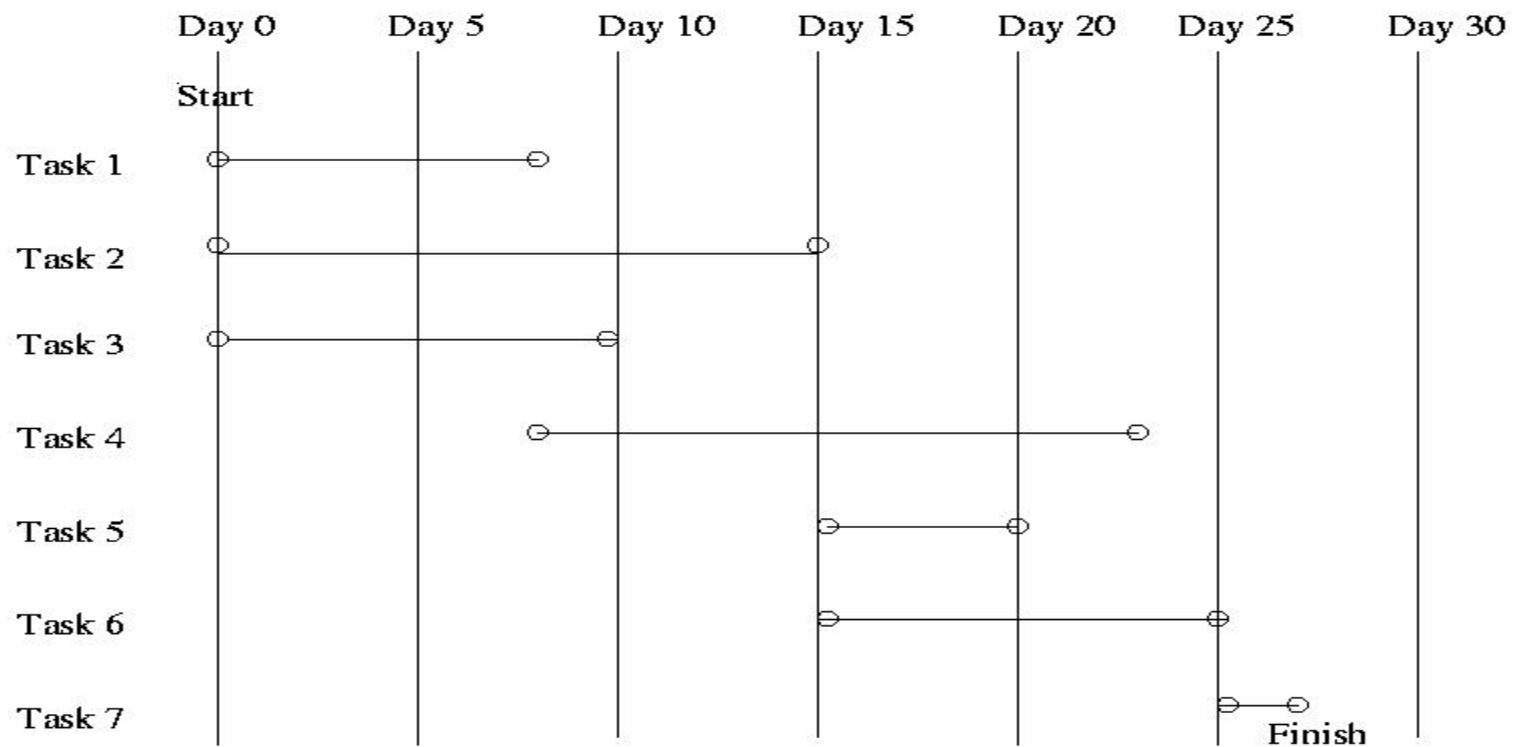 Day 0 Day 5 Day 10 Day 15 Day 20 Day 25 Day 30
Start
Task 1
Task 2
Task 3
Task 4
Task 5
Task 6
Task 7
Finish